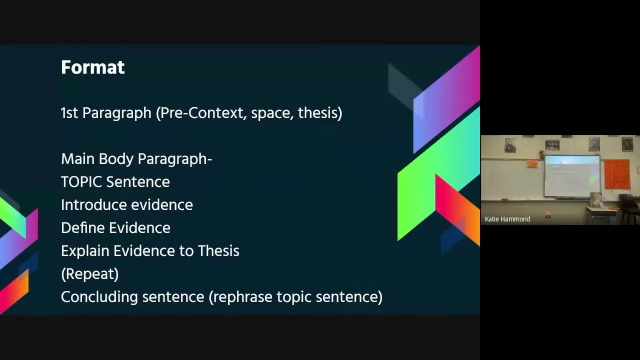 Format
1st Paragraph (Pre-Context, space, thesis)
Main Body Paragraph-
TOPIC Sentence
Introduce evidence
Define Evidence
Explain Evidence to Thesis
(Repeat)
Concluding sentence (rephrase topic sentence)
Katie Hammond